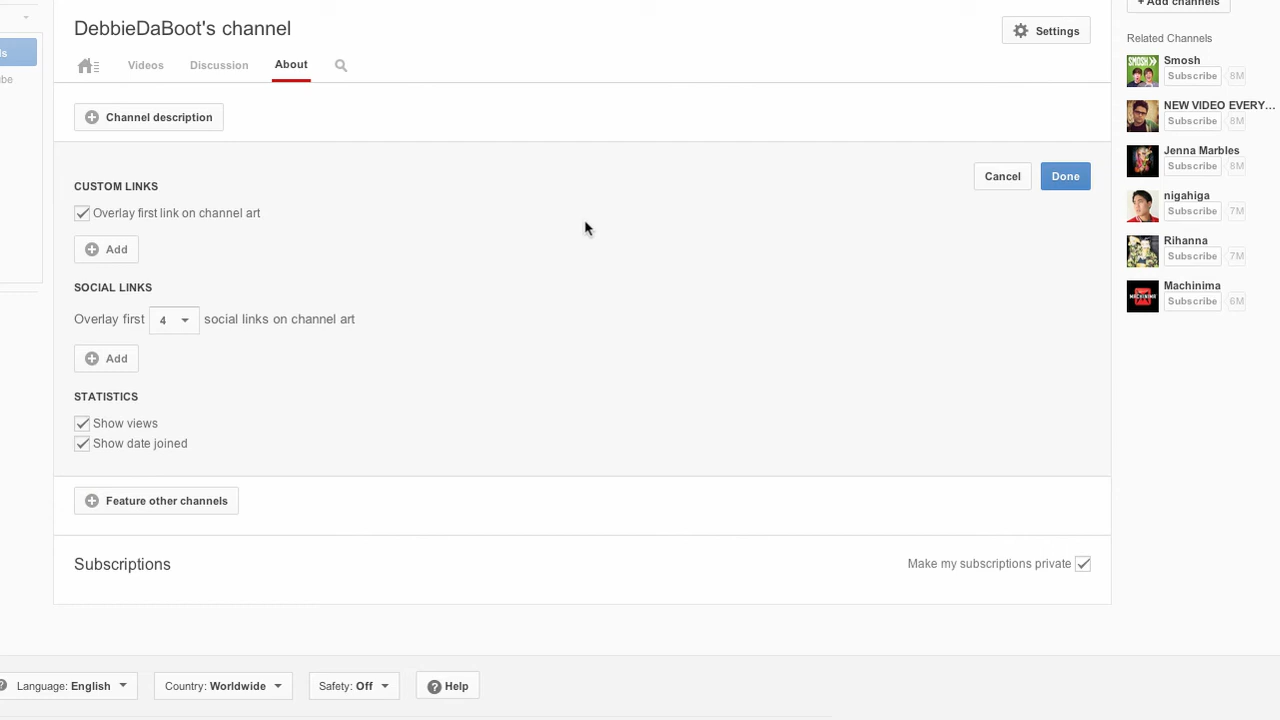 DebbieDaBoot's channel
Settings
Videos
Discussion
About
Channel description
CUSTOM LINKS
Cancel
Done
Overlay first link on channel art
Add
SOCIAL LINKS
Overlay first 4 social links on channel art
Add
STATISTICS
Show views
Show date joined
Feature other channels
Subscriptions
Make my subscriptions private
Language: English
Country: Worldwide
Safety: Off
Help
+ Add channels
Related Channels
Smosh
Subscribe 8M
NEW VIDEO EVERY...
Subscribe 8M
Jenna Marbles
Subscribe 8M
nigahiga
Subscribe 7M
Rihanna
Subscribe 7M
Machinima
Subscribe 6M